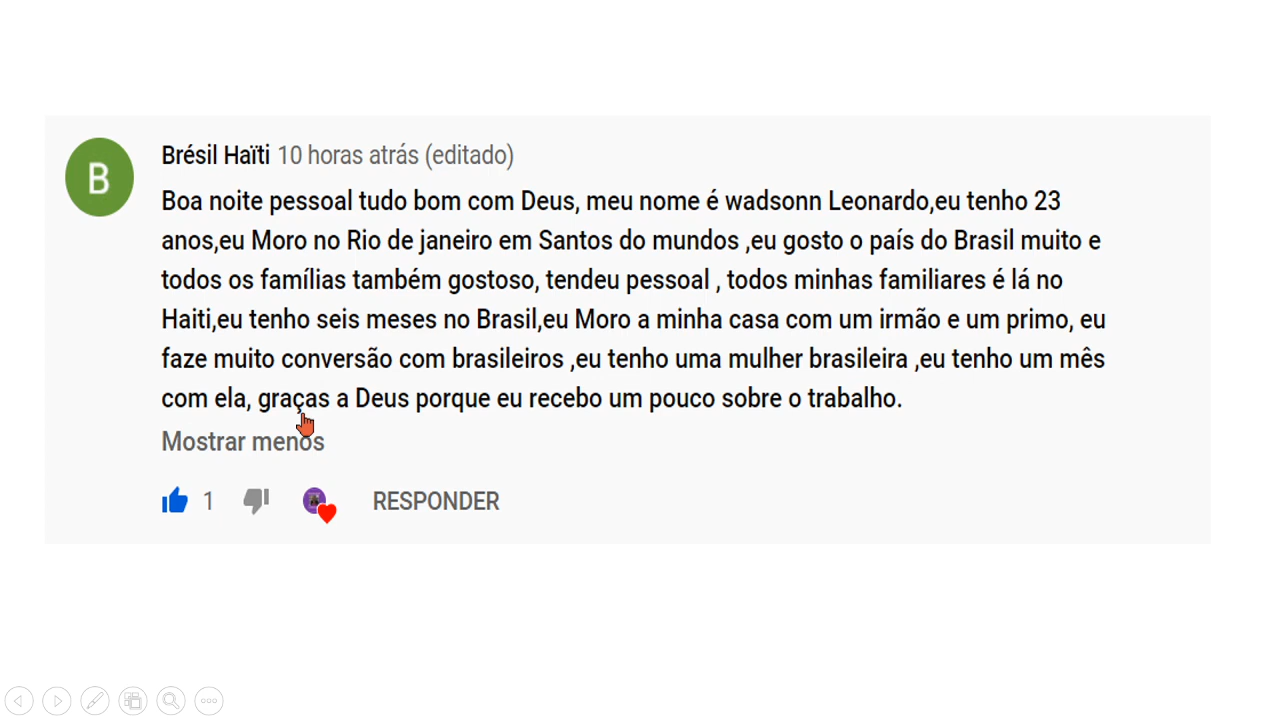 B
Brésil Haïti 10 horas atrás (editado)
Boa noite pessoal tudo bom com Deus, meu nome é wadsonn Leonardo,eu tenho 23
anos,eu Moro no Rio de janeiro em Santos do mundos ,eu gosto o país do Brasil muito e
todos os famílias também gostoso, tendeu pessoal , todos minhas familiares é lá no
Haiti,eu tenho seis meses no Brasil,eu Moro a minha casa com um irmão e um primo, eu
faze muito conversão com brasileiros ,eu tenho uma mulher brasileira ,eu tenho um mês
com ela, graças a Deus porque eu recebo um pouco sobre o trabalho.
Mostrar menos
1 RESPONDER